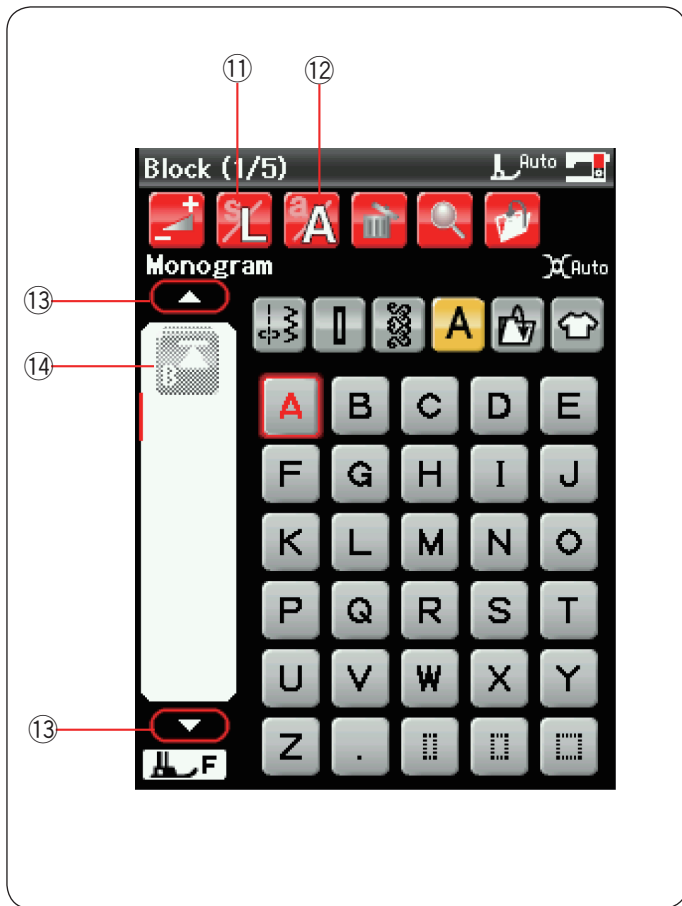 ⑪ ⑫
Block (1/5) Auto
S/L a/A
Monogram Auto
⑬
A
⑭ B
A B C D E
F G H I J
K L M N O
P Q R S T
U V W X Y
⑬
Z .
F